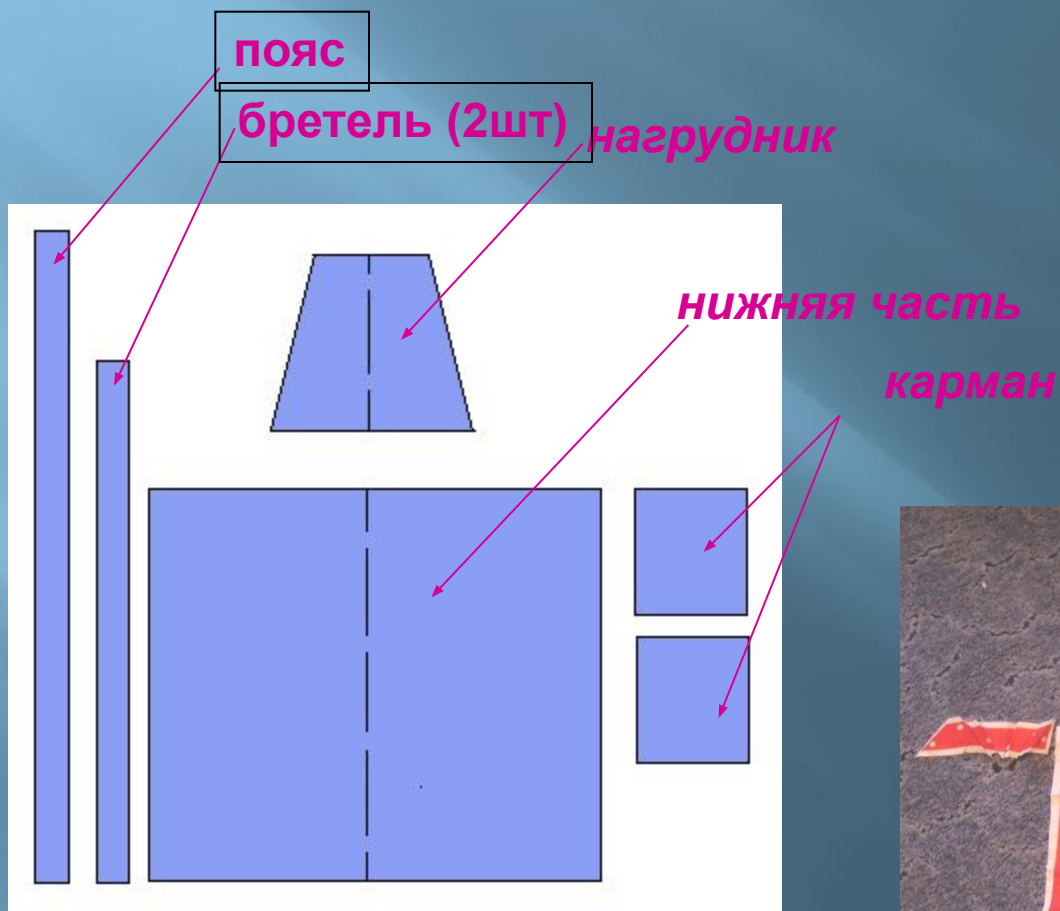 пояс
бретель (2шт)
нагрудник
нижняя часть
карман